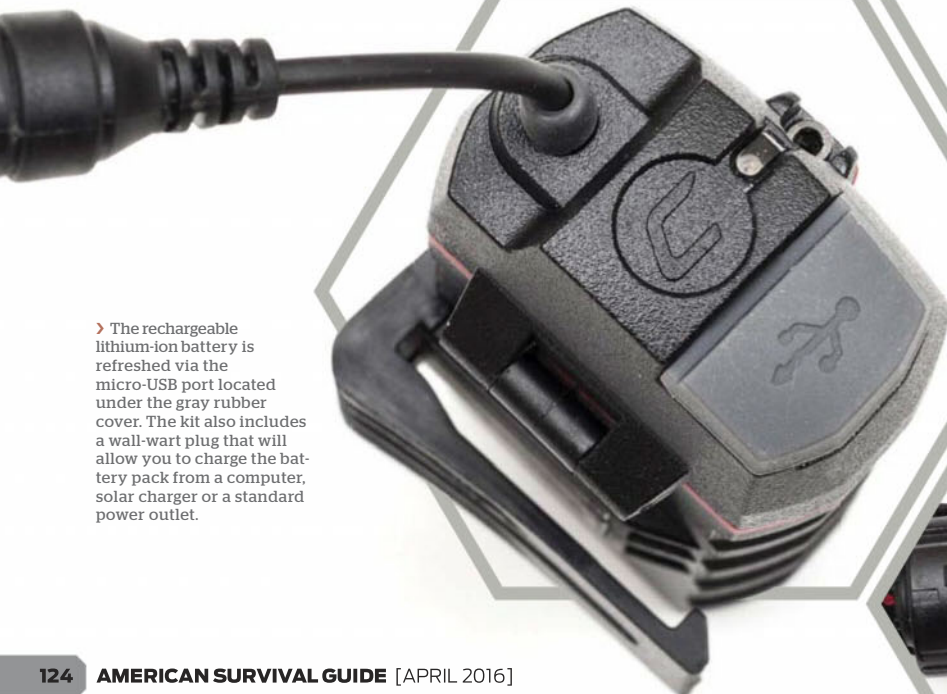 › The rechargeable
lithium-ion battery is
refreshed via the
micro-USB port located
under the gray rubber
cover. The kit also includes
a wall-wart plug that will
allow you to charge the bat-
tery pack from a computer,
solar charger or a standard
power outlet.
124 AMERICAN SURVIVAL GUIDE [APRIL 2016]